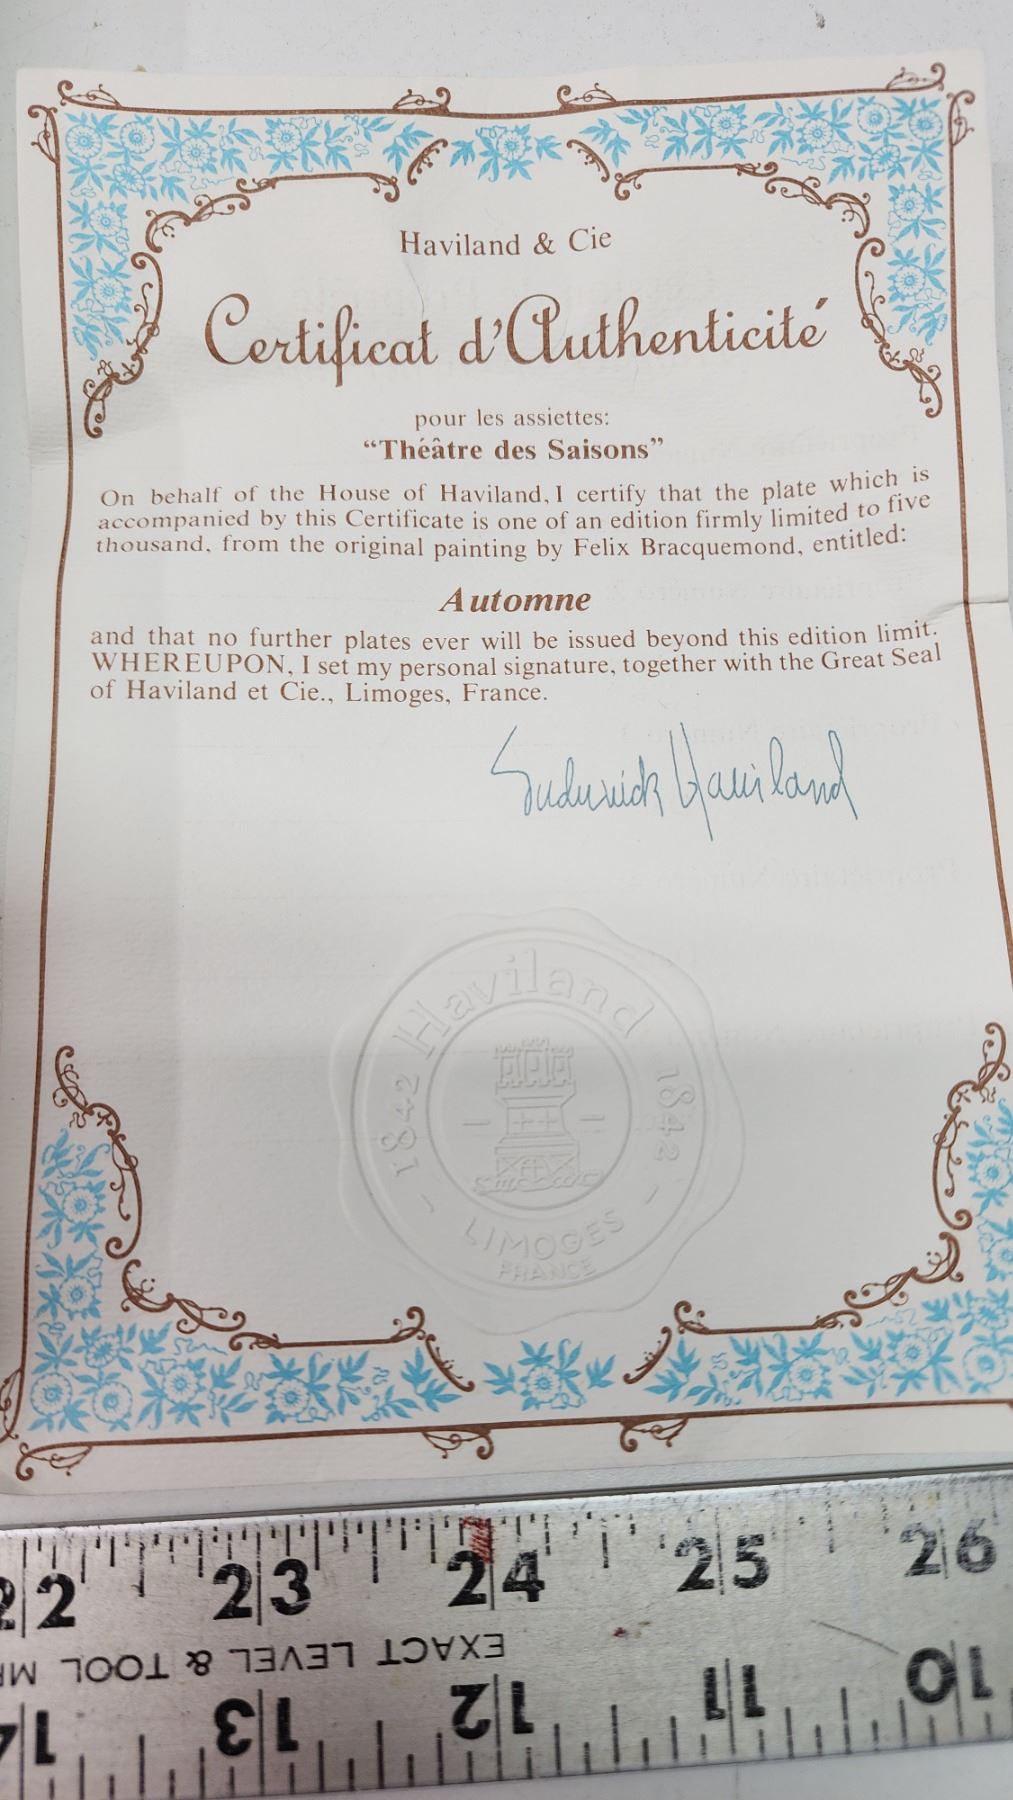 Haviland & Cie
Certificat d'Authenticité
pour les assiettes:
“Théâtre des Saisons”
On behalf of the House of Haviland, I certify that the plate which is
accompanied by this Certificate is one of an edition firmly limited to five
thousand, from the original painting by Felix Bracquemond, entitled:
Automne
and that no further plates ever will be issued beyond this edition limit.
WHEREUPON, I set my personal signature, together with the Great Seal
of Haviland et Cie., Limoges, France.
Frederick Haviland
Haviland
1842 1842
- LIMOGES -
FRANCE
22 23 24 25 26
EXACT LEVEL & TOOL
14 13 12 11 10